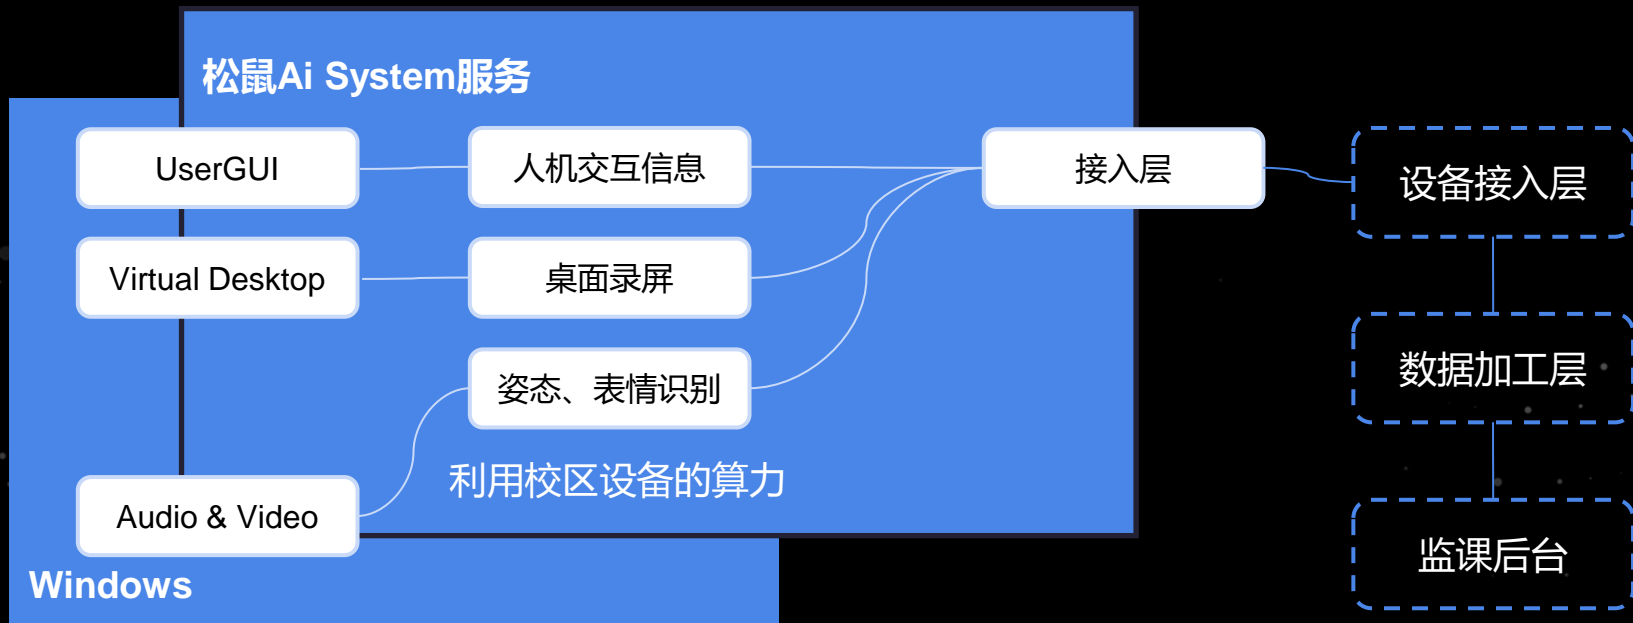 松鼠Ai System服务
UserGUI
人机交互信息
接入层
设备接入层
Virtual Desktop
桌面录屏
数据加工层
姿态、表情识别
利用校区设备的算力
Audio & Video
监课后台
Windows